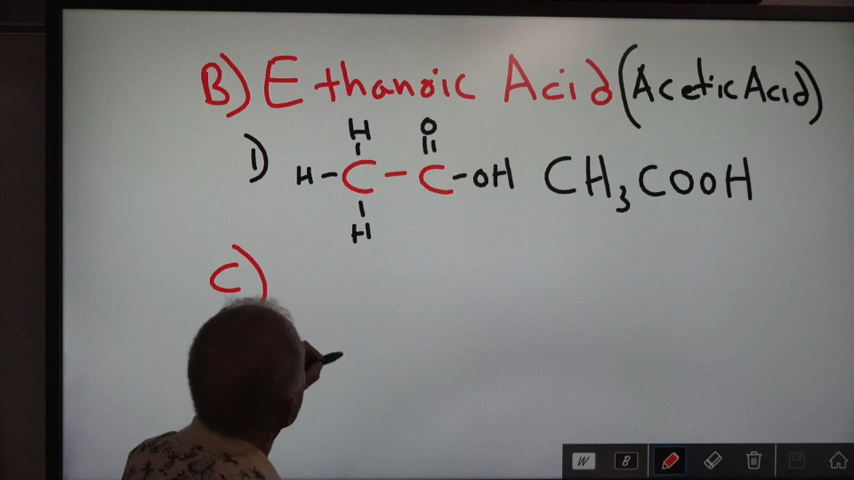 B) Ethanoic Acid (Acetic Acid)
H O
1) H - C - C - OH CH₃COOH
H
C)
W B